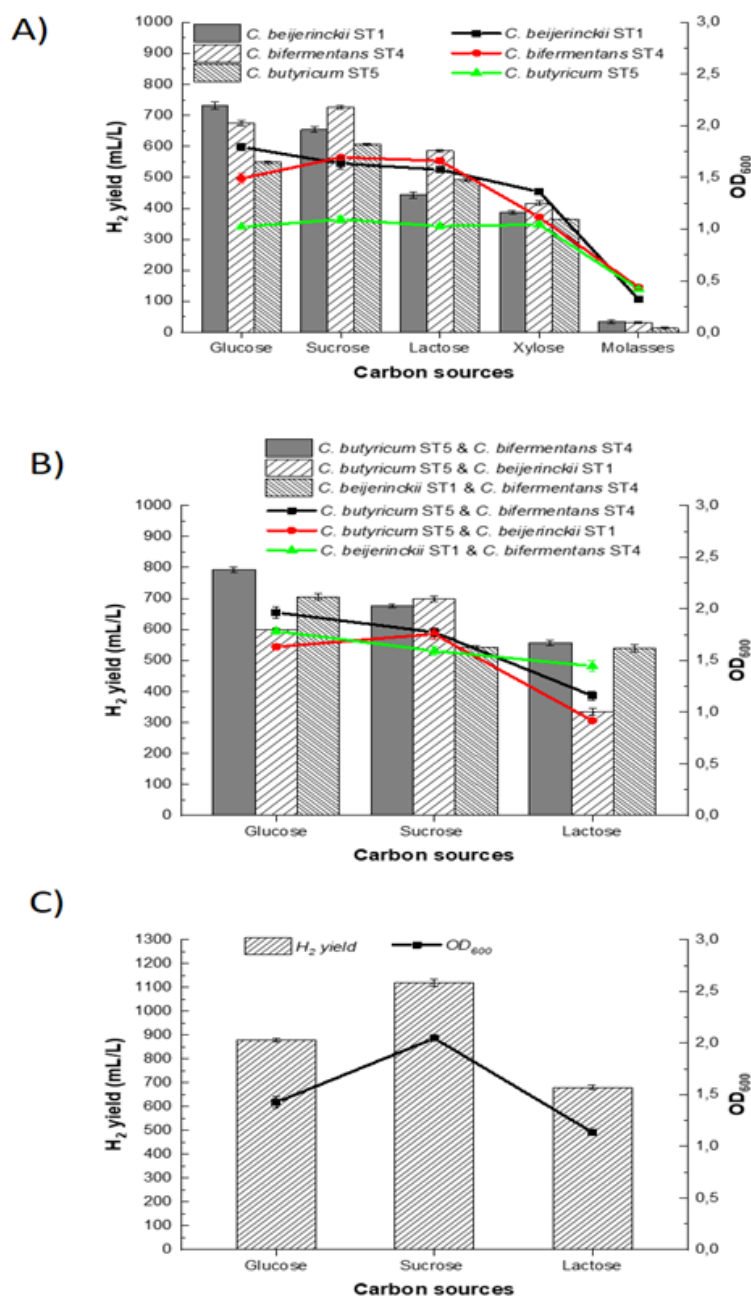 A)
C. beijerinckii ST1
C. bifermentans ST4
C. butyricum ST5
C. beijerinckii ST1
C. bifermentans ST4
C. butyricum ST5
H2 yield (mL/L)
1000
900
800
700
600
500
400
300
200
100
0
3,0
2,5
2,0
1,5
1,0
0,5
0,0
OD600
Glucose Sucrose Lactose Xylose Molasses
Carbon sources
B)
C. butyricum ST5 & C. bifermentans ST4
C. butyricum ST5 & C. beijerinckii ST1
C. beijerinckii ST1 & C. bifermentans ST4
C. butyricum ST5 & C. bifermentans ST4
C. butyricum ST5 & C. beijerinckii ST1
C. beijerinckii ST1 & C. bifermentans ST4
H2 yield (mL/L)
1000
900
800
700
600
500
400
300
200
100
0
3,0
2,5
2,0
1,5
1,0
0,5
0,0
OD600
Glucose Sucrose Lactose
Carbon sources
C)
H2 yield OD600
H2 yield (mL/L)
1300
1200
1100
1000
900
800
700
600
500
400
300
200
100
0
3,0
2,5
2,0
1,5
1,0
0,5
0,0
OD600
Glucose Sucrose Lactose
Carbon sources